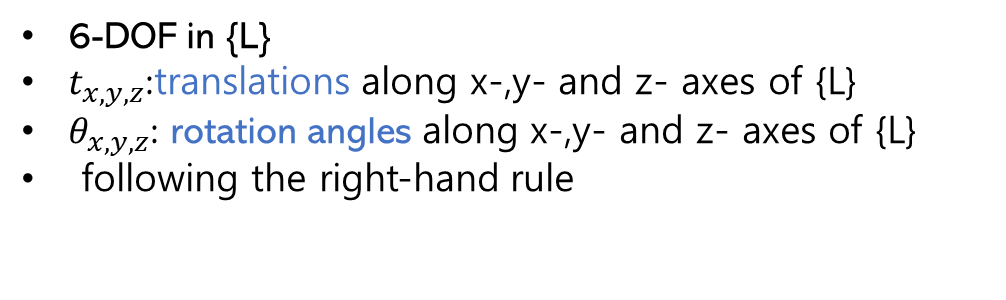 • 6-DOF in {L}
• t_{x,y,z}:translations along x-,y- and z- axes of {L}
• θ_{x,y,z}: rotation angles along x-,y- and z- axes of {L}
• following the right-hand rule